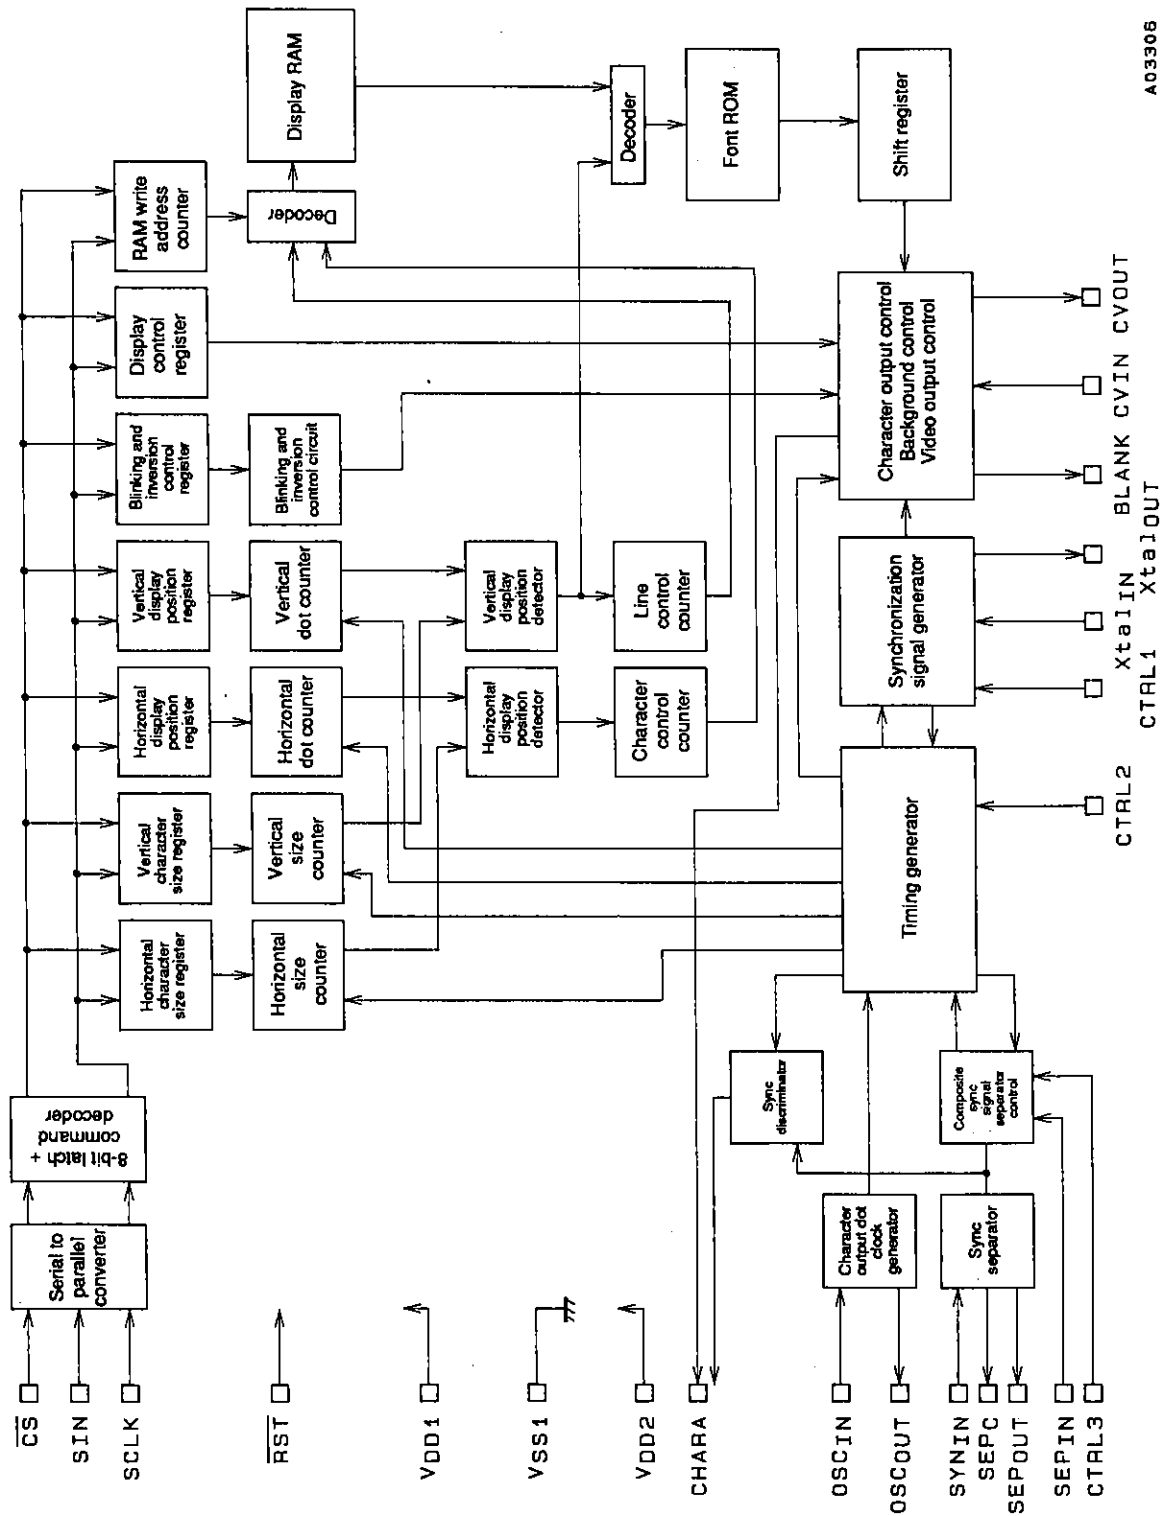 CS
SIN
SCLK
RST
VDD1
VSS1
VDD2
CHARA
OSCIN
OSCOUT
SYNIN
SEPC
SEPOUT
SEPIN
CTRL3
Serial to
parallel
converter
8-bit latch +
command
decoder
Horizontal
character
size register
Vertical
character
size register
Horizontal
display
position
register
Vertical
display
position
register
Blinking and
inversion
control
register
Display
control
register
RAM write
address
counter
Horizontal
size
counter
Vertical
size
counter
Horizontal
dot counter
Vertical
dot counter
Blinking and
inversion
control circuit
Decoder
Display RAM
Horizontal
display
position
detector
Vertical
display
position
detector
Character
control
counter
Line
control
counter
Decoder
Font ROM
Shift register
Sync
discriminator
Character
output dot
clock
generator
Sync
separator
Composite
sync
signal
separator
control
Timing generator
Synchronization
signal generator
Character output control
Background control
Video output control
CTRL2
CTRL1
XtalIN
XtalOUT
BLANK
CVIN
CVOUT
A03306